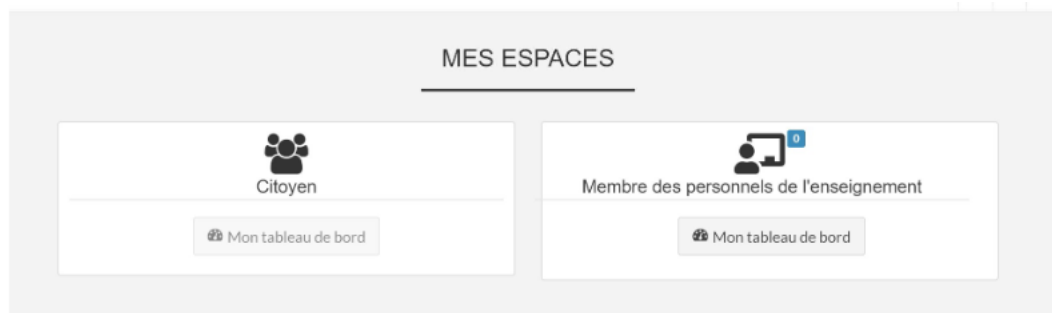 MES ESPACES
Citoyen
Mon tableau de bord
0
Membre des personnels de l'enseignement
Mon tableau de bord